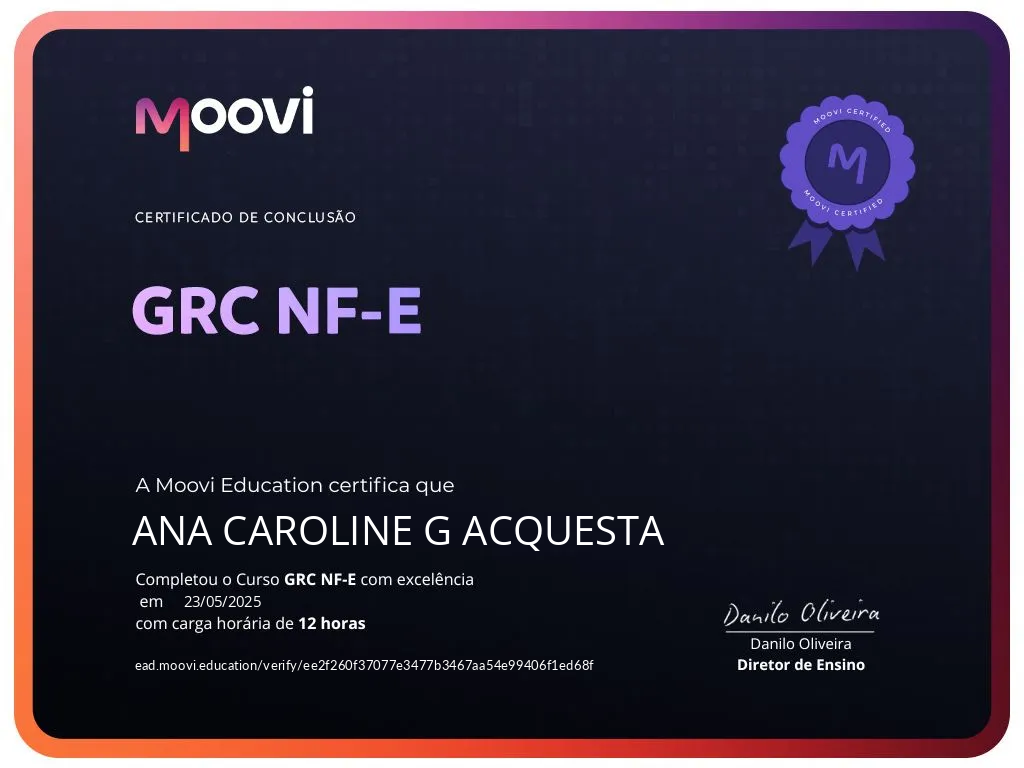 Moovi
MOOVI CERTIFIED
M
MOOVI CERTIFIED
CERTIFICADO DE CONCLUSÃO
GRC NF-E
A Moovi Education certifica que
ANA CAROLINE G ACQUESTA
Completou o Curso GRC NF-E com excelência
em 23/05/2025
com carga horária de 12 horas
ead.moovi.education/verify/ee2f260f37077e3477b3467aa54e99406f1ed68f
Danilo Oliveira
Danilo Oliveira
Diretor de Ensino